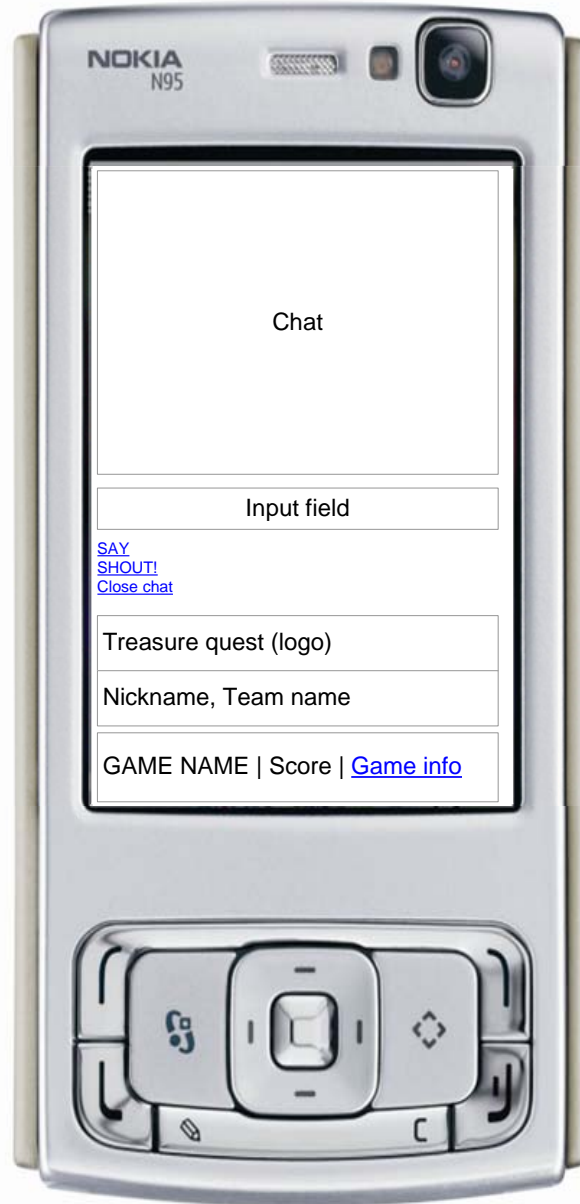 NOKIA
N95
Chat
Input field
SAY
SHOUT!
Close chat
Treasure quest (logo)
Nickname, Team name
GAME NAME | Score | Game info
C